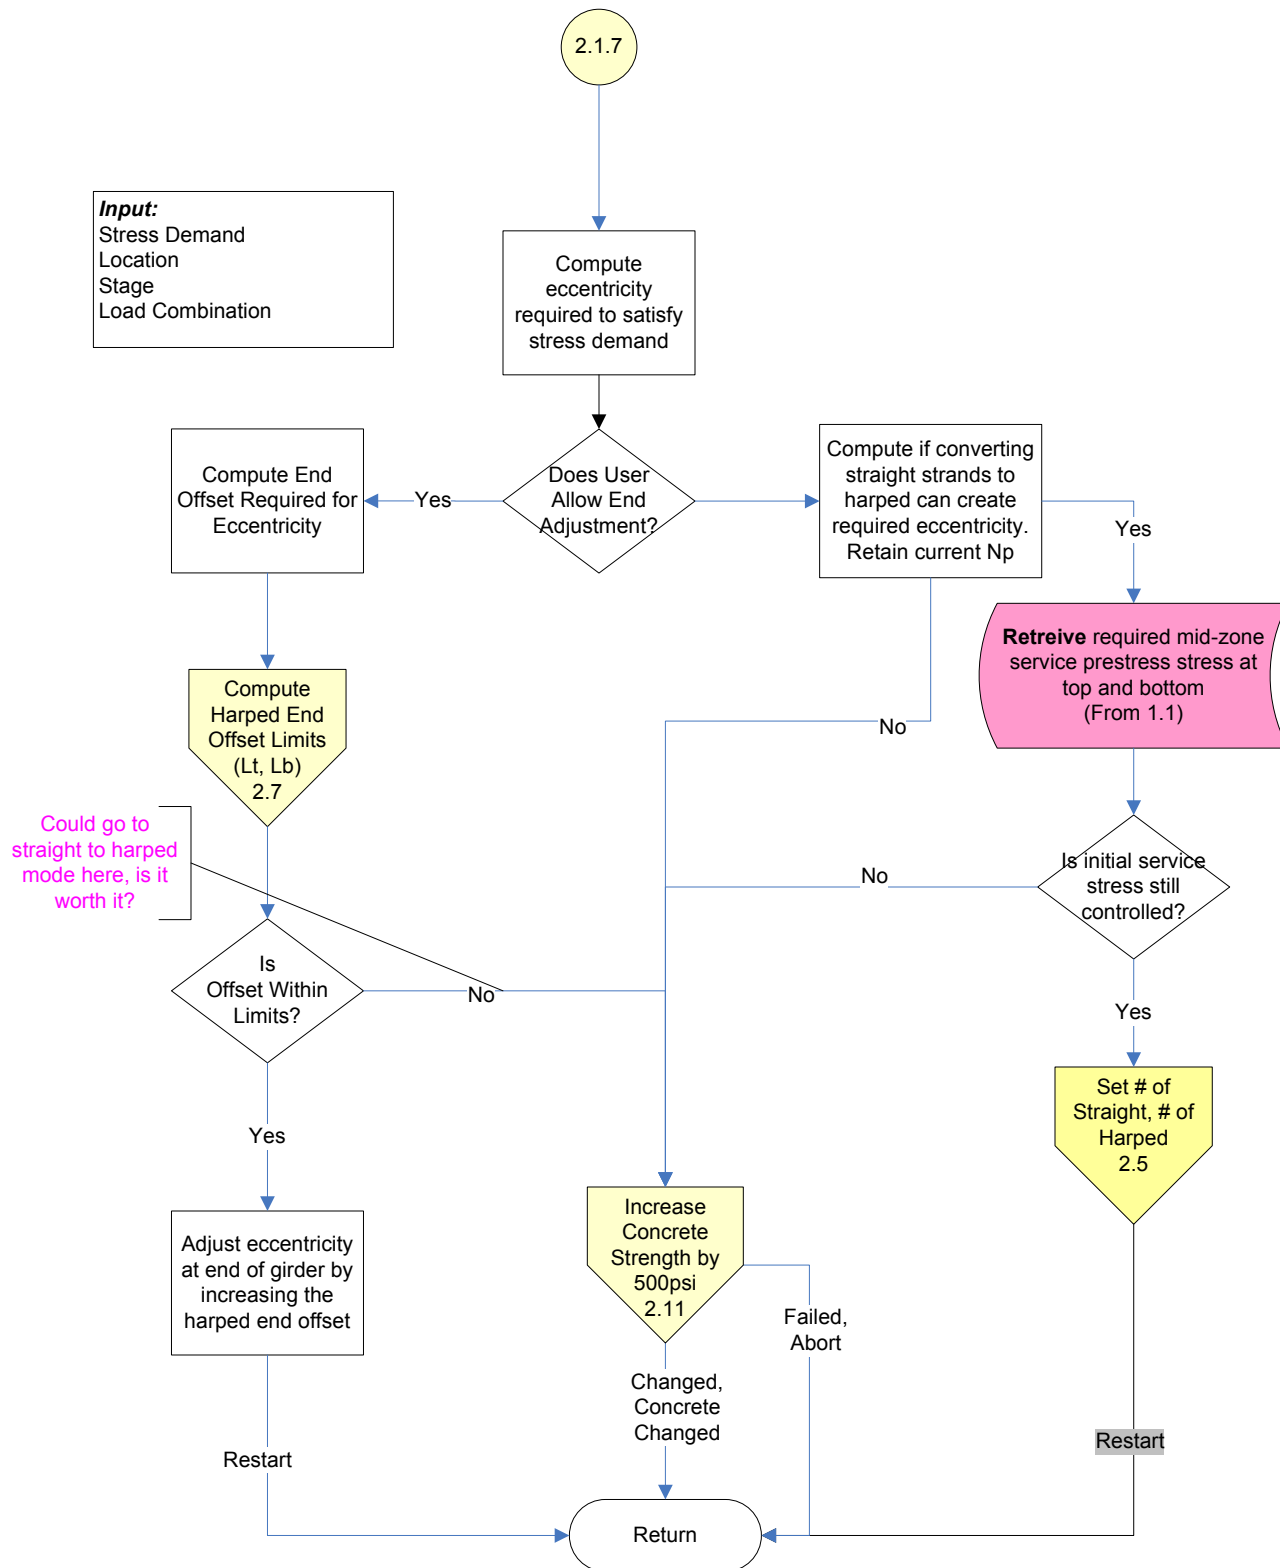 2.1.7
Input:
Stress Demand
Location
Stage
Load Combination
Compute
eccentricity
required to satisfy
stress demand
Compute End
Offset Required for
Eccentricity
Yes
Does User
Allow End
Adjustment?
Compute if converting
straight strands to
harped can create
required eccentricity.
Retain current Np
Yes
Retreive required mid-zone
service prestress stress at
top and bottom
(From 1.1)
No
Compute
Harped End
Offset Limits
(Lt, Lb)
2.7
Could go to
straight to harped
mode here, is it
worth it?
Is initial service
stress still
controlled?
No
Is
Offset Within
Limits?
No
Yes
Yes
Set # of
Straight, # of
Harped
2.5
Adjust eccentricity
at end of girder by
increasing the
harped end offset
Increase
Concrete
Strength by
500psi
2.11
Failed,
Abort
Changed,
Concrete
Changed
Restart
Restart
Return